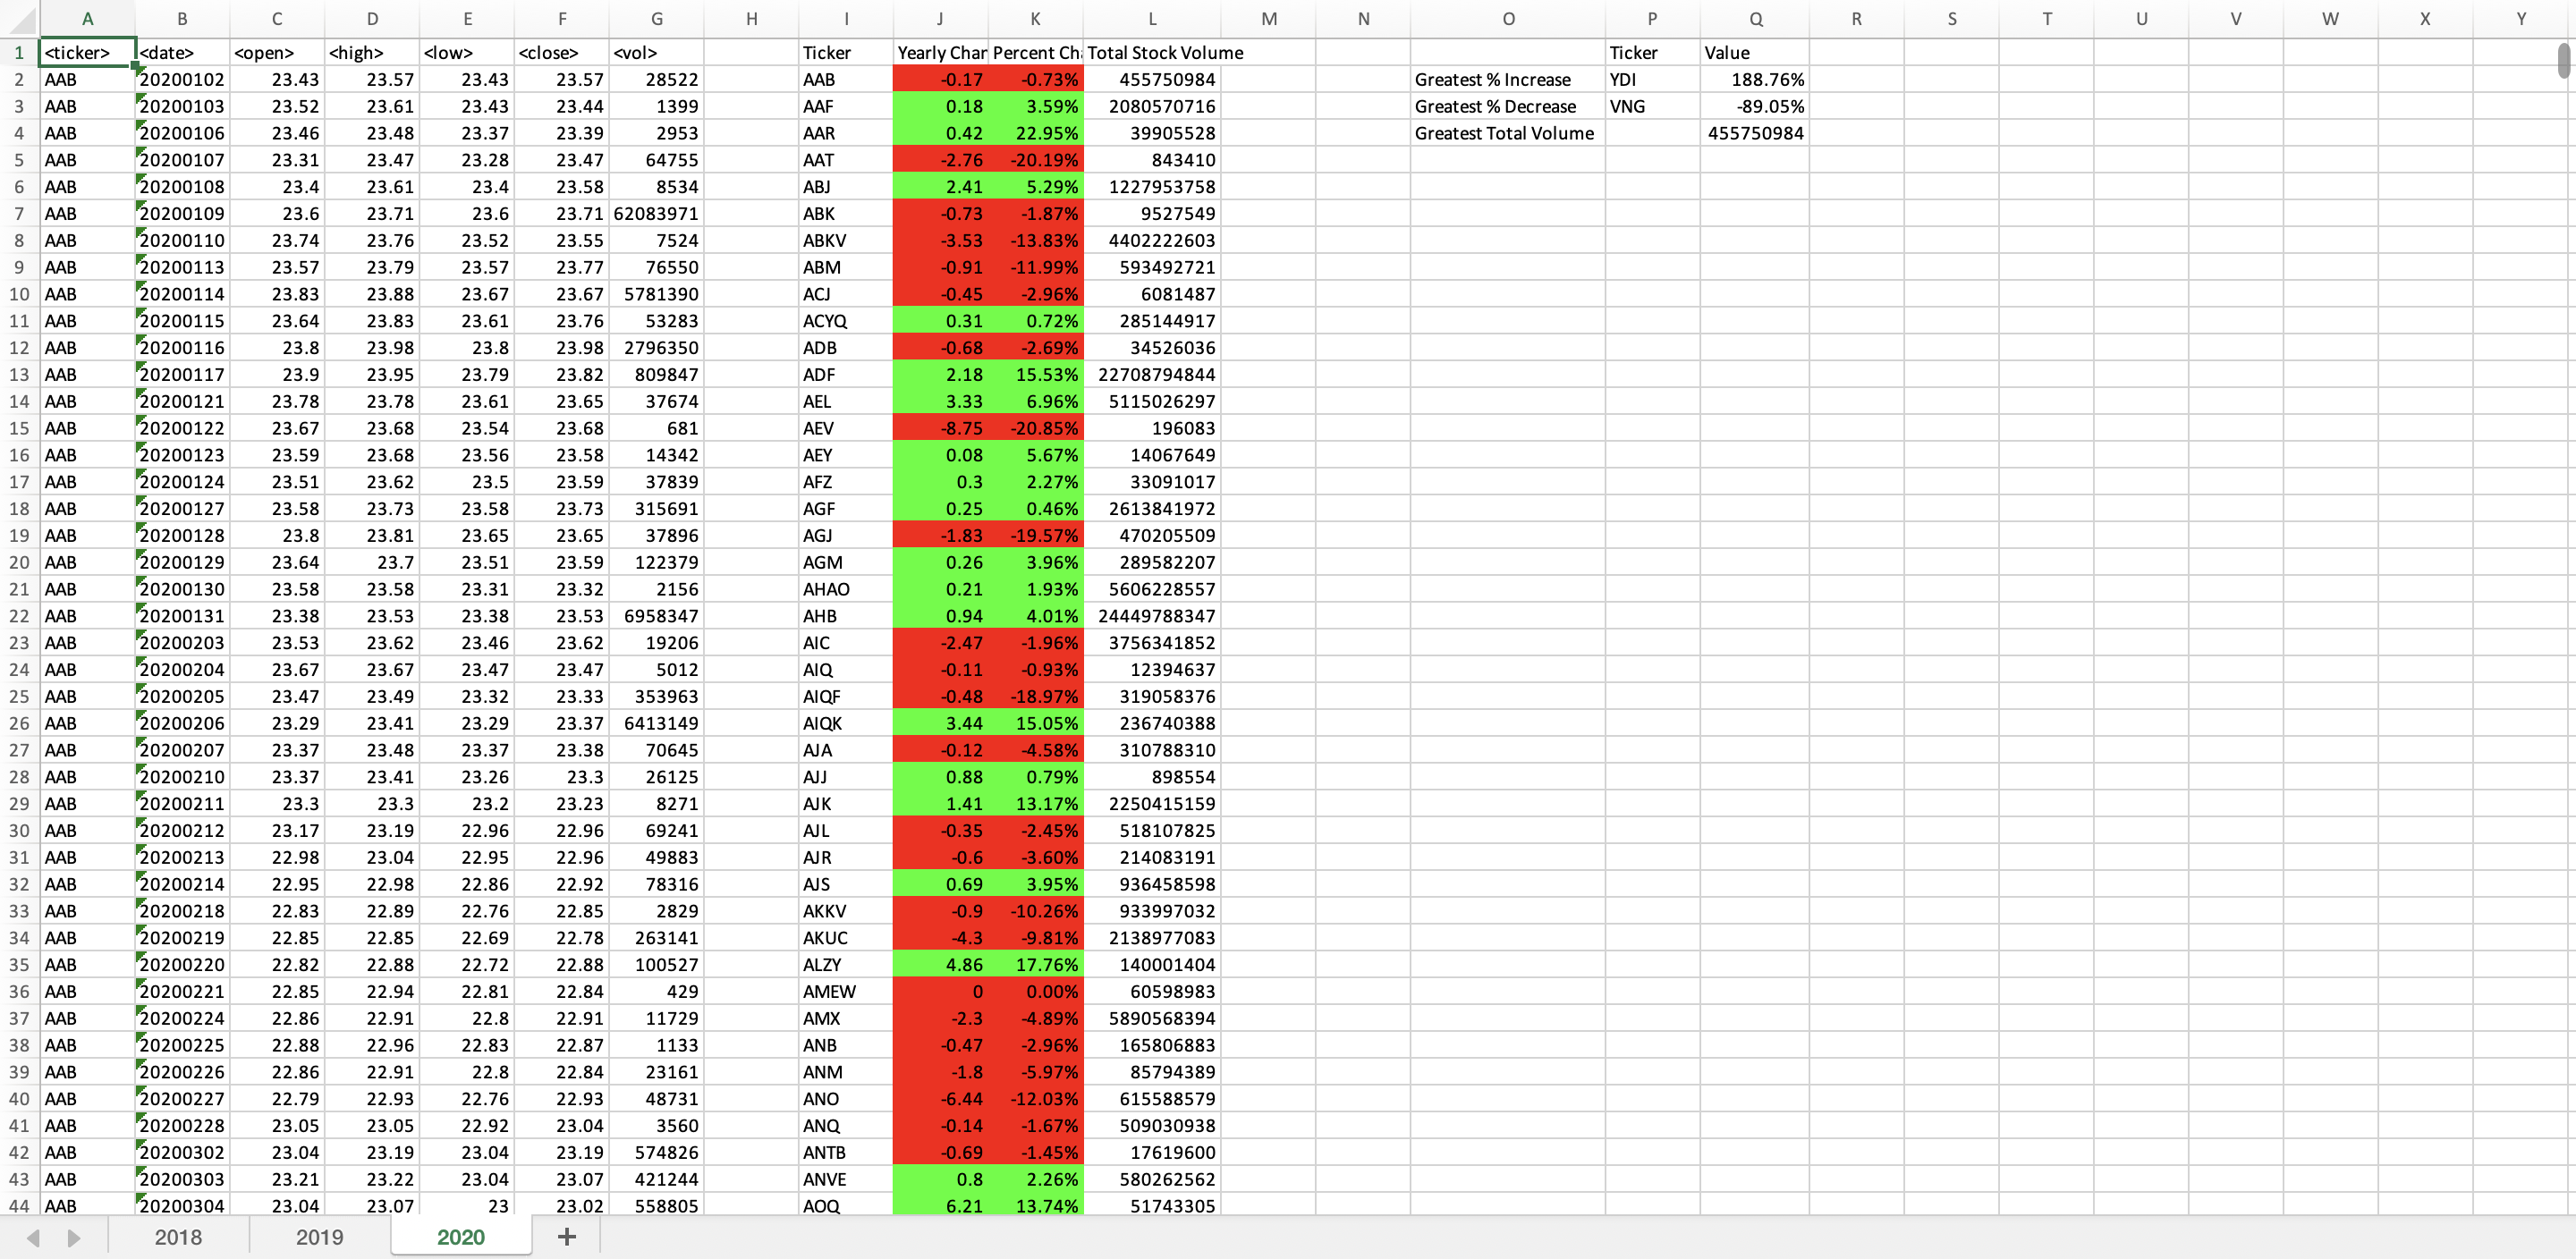 A B C D E F G H I J K L M N O P Q R S T U V W X Y
1 <ticker> <date> <open> <high> <low> <close> <vol> Ticker Yearly Char Percent Ch Total Stock Volume Ticker Value
2 AAB 20200102 23.43 23.57 23.43 23.57 28522 AAB -0.17 -0.73% 455750984 Greatest % Increase YDI 188.76%
3 AAB 20200103 23.52 23.61 23.43 23.44 1399 AAF 0.18 3.59% 2080570716 Greatest % Decrease VNG -89.05%
4 AAB 20200106 23.46 23.48 23.37 23.39 2953 AAR 0.42 22.95% 39905528 Greatest Total Volume 455750984
5 AAB 20200107 23.31 23.47 23.28 23.47 64755 AAT -2.76 -20.19% 843410
6 AAB 20200108 23.4 23.61 23.4 23.58 8534 ABJ 2.41 5.29% 1227953758
7 AAB 20200109 23.6 23.71 23.6 23.71 62083971 ABK -0.73 -1.87% 9527549
8 AAB 20200110 23.74 23.76 23.52 23.55 7524 ABKV -3.53 -13.83% 4402222603
9 AAB 20200113 23.57 23.79 23.57 23.77 76550 ABM -0.91 -11.99% 593492721
10 AAB 20200114 23.83 23.88 23.67 23.67 5781390 ACJ -0.45 -2.96% 6081487
11 AAB 20200115 23.64 23.83 23.61 23.76 53283 ACYQ 0.31 0.72% 285144917
12 AAB 20200116 23.8 23.98 23.8 23.98 2796350 ADB -0.68 -2.69% 34526036
13 AAB 20200117 23.9 23.95 23.79 23.82 809847 ADF 2.18 15.53% 22708794844
14 AAB 20200121 23.78 23.78 23.61 23.65 37674 AEL 3.33 6.96% 5115026297
15 AAB 20200122 23.67 23.68 23.54 23.68 681 AEV -8.75 -20.85% 196083
16 AAB 20200123 23.59 23.68 23.56 23.58 14342 AEY 0.08 5.67% 14067649
17 AAB 20200124 23.51 23.62 23.5 23.59 37839 AFZ 0.3 2.27% 33091017
18 AAB 20200127 23.58 23.73 23.58 23.73 315691 AGF 0.25 0.46% 2613841972
19 AAB 20200128 23.8 23.81 23.65 23.65 37896 AGJ -1.83 -19.57% 470205509
20 AAB 20200129 23.64 23.7 23.51 23.59 122379 AGM 0.26 3.96% 289582207
21 AAB 20200130 23.58 23.58 23.31 23.32 2156 AHAO 0.21 1.93% 5606228557
22 AAB 20200131 23.38 23.53 23.38 23.53 6958347 AHB 0.94 4.01% 24449788347
23 AAB 20200203 23.53 23.62 23.46 23.62 19206 AIC -2.47 -1.96% 3756341852
24 AAB 20200204 23.67 23.67 23.47 23.47 5012 AIQ -0.11 -0.93% 12394637
25 AAB 20200205 23.47 23.49 23.32 23.33 353963 AIQF -0.48 -18.97% 319058376
26 AAB 20200206 23.29 23.41 23.29 23.37 6413149 AIQK 3.44 15.05% 236740388
27 AAB 20200207 23.37 23.48 23.37 23.38 70645 AJA -0.12 -4.58% 310788310
28 AAB 20200210 23.37 23.41 23.26 23.3 26125 AJJ 0.88 0.79% 898554
29 AAB 20200211 23.3 23.3 23.2 23.23 8271 AJK 1.41 13.17% 2250415159
30 AAB 20200212 23.17 23.19 22.96 22.96 69241 AJL -0.35 -2.45% 518107825
31 AAB 20200213 22.98 23.04 22.95 22.96 49883 AJR -0.6 -3.60% 214083191
32 AAB 20200214 22.95 22.98 22.86 22.92 78316 AJS 0.69 3.95% 936458598
33 AAB 20200218 22.83 22.89 22.76 22.85 2829 AKKV -0.9 -10.26% 933997032
34 AAB 20200219 22.85 22.85 22.69 22.78 263141 AKUC -4.3 -9.81% 2138977083
35 AAB 20200220 22.82 22.88 22.72 22.88 100527 ALZY 4.86 17.76% 140001404
36 AAB 20200221 22.85 22.94 22.81 22.84 429 AMEW 0 0.00% 60598983
37 AAB 20200224 22.86 22.91 22.8 22.91 11729 AMX -2.3 -4.89% 5890568394
38 AAB 20200225 22.88 22.96 22.83 22.87 1133 ANB -0.47 -2.96% 165806883
39 AAB 20200226 22.86 22.91 22.8 22.84 23161 ANM -1.8 -5.97% 85794389
40 AAB 20200227 22.79 22.93 22.76 22.93 48731 ANO -6.44 -12.03% 615588579
41 AAB 20200228 23.05 23.05 22.92 23.04 3560 ANQ -0.14 -1.67% 509030938
42 AAB 20200302 23.04 23.19 23.04 23.19 574826 ANTB -0.69 -1.45% 17619600
43 AAB 20200303 23.21 23.22 23.04 23.07 421244 ANVE 0.8 2.26% 580262562
44 AAB 20200304 23.04 23.07 23 23.02 558805 AOQ 6.21 13.74% 51743305
2018 2019 2020 +